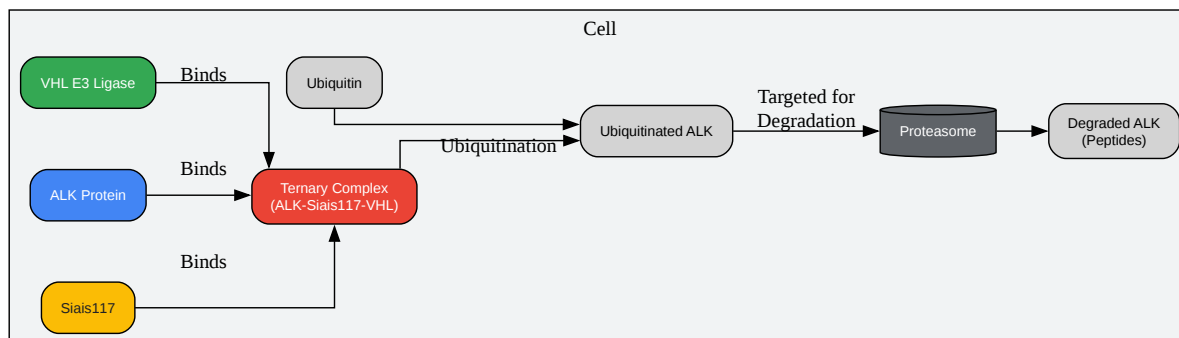 Cell
VHL E3 Ligase
Binds
Ubiquitin
Ubiquitinated ALK
Targeted for
Degradation
Proteasome
Degraded ALK
(Peptides)
Ubiquitination
ALK Protein
Binds
Ternary Complex
(ALK-Siais117-VHL)
Binds
Siais117